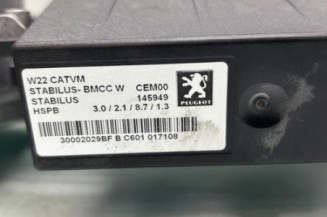 W22 CATVM
STABILUS- BMCC W CEM00
STABILUS 145949
HSPB 3.0 / 2.1 / 8.7 / 1.3
PEUGEOT
30002029BF B C601 017108